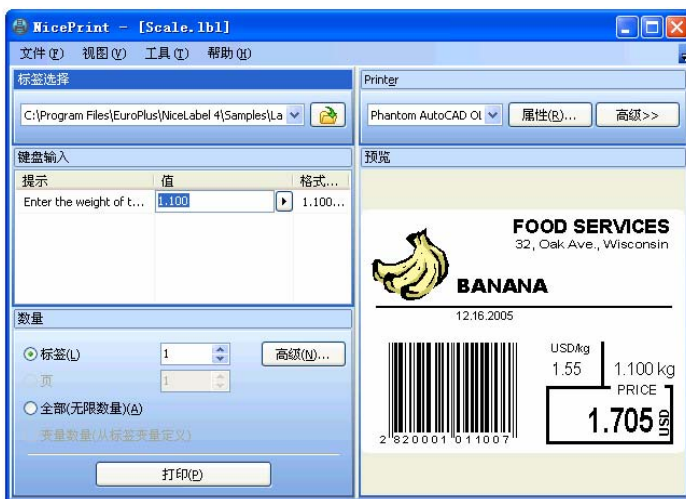 NicePrint - [Scale.lbl]
文件(F) 视图(V) 工具(T) 帮助(H)
标签选择
C:\Program Files\EuroPlus\NiceLabel 4\Samples\La
Printer
Phantom AutoCAD OL
属性(R)...
高级>>
键盘输入
提示 值 格式...
Enter the weight of t... 1.100 1.100...
数量
标签(L) 1
高级(N)...
页 1
全部(无限数量)(A)
变量数量(从标签变量定义)
打印(P)
预览
FOOD SERVICES
32, Oak Ave., Wisconsin
BANANA
12.16.2005
USD/kg
1.55 1.100 kg
PRICE
1.705 USD
2 820001 011007